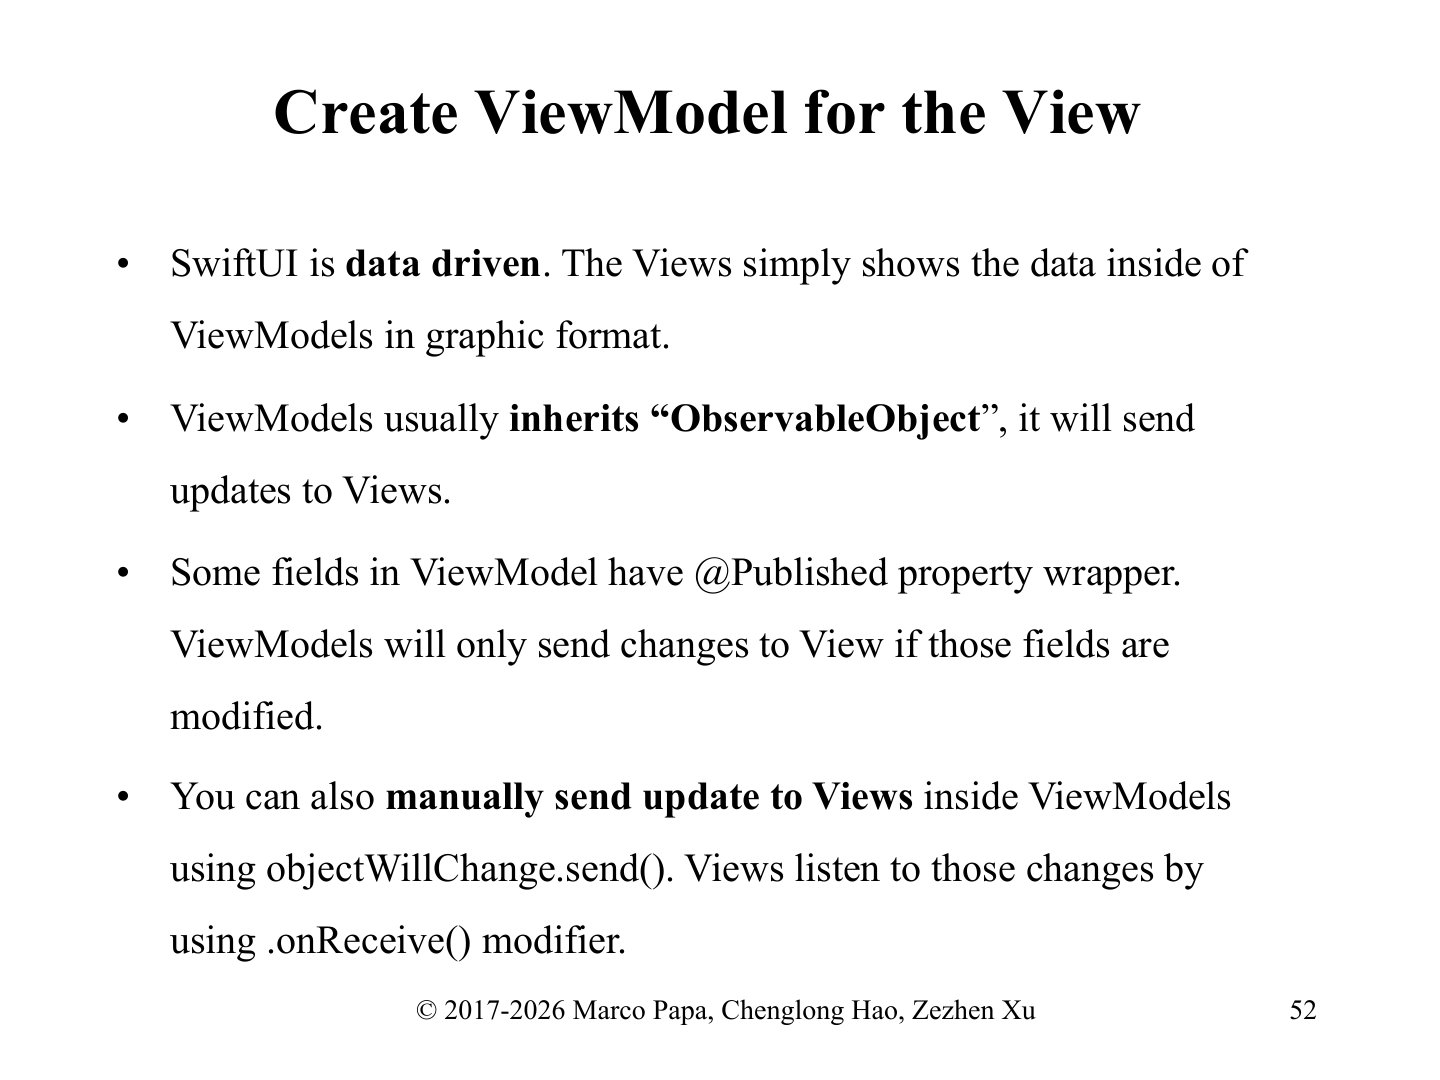 Create ViewModel for the View
• SwiftUI is data driven. The Views simply shows the data inside of
ViewModels in graphic format.
• ViewModels usually inherits “ObservableObject”, it will send
updates to Views.
• Some fields in ViewModel have @Published property wrapper.
ViewModels will only send changes to View if those fields are
modified.
• You can also manually send update to Views inside ViewModels
using objectWillChange.send(). Views listen to those changes by
using .onReceive() modifier.
© 2017-2026 Marco Papa, Chenglong Hao, Zezhen Xu 52